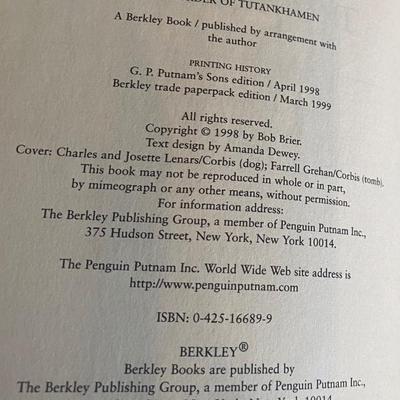 OF TUTANKHAMEN
A Berkley Book / published by arrangement with
the author
PRINTING HISTORY
G. P. Putnam's Sons edition / April 1998
Berkley trade paperpack edition / March 1999
All rights reserved.
Copyright © 1998 by Bob Brier.
Text design by Amanda Dewey.
Cover: Charles and Josette Lenars/Corbis (dog); Farrell Grehan/Corbis (tomb).
This book may not be reproduced in whole or in part,
by mimeograph or any other means, without permission.
For information address:
The Berkley Publishing Group, a member of Penguin Putnam Inc.,
375 Hudson Street, New York, New York 10014.
The Penguin Putnam Inc. World Wide Web site address is
http://www.penguinputnam.com
ISBN: 0-425-16689-9
BERKLEY®
Berkley Books are published by
The Berkley Publishing Group, a member of Penguin Putnam Inc.,